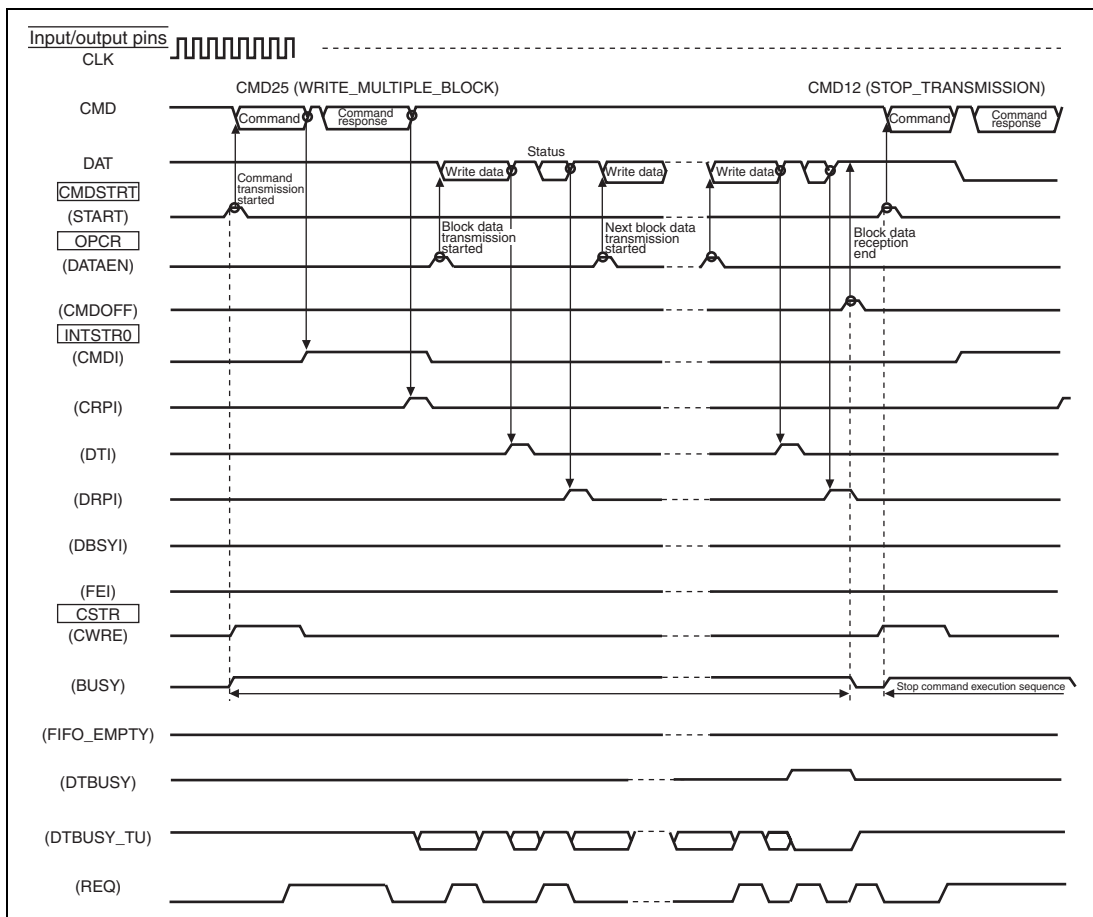 Input/output pins
CLK
CMD25 (WRITE_MULTIPLE_BLOCK)
CMD12 (STOP_TRANSMISSION)
CMD
Command
Command
response
Command
Command
response
DAT
Status
Write data
Write data
Write data
CMDSTRT
(START)
Command
transmission
started
OPCR
(DATAEN)
Block data
transmission
started
Next block data
transmission
started
Block data
reception
end
(CMDOFF)
INTSTR0
(CMDI)
(CRPI)
(DTI)
(DRPI)
(DBSYI)
(FEI)
CSTR
(CWRE)
(BUSY)
Stop command execution sequence
(FIFO_EMPTY)
(DTBUSY)
(DTBUSY_TU)
(REQ)